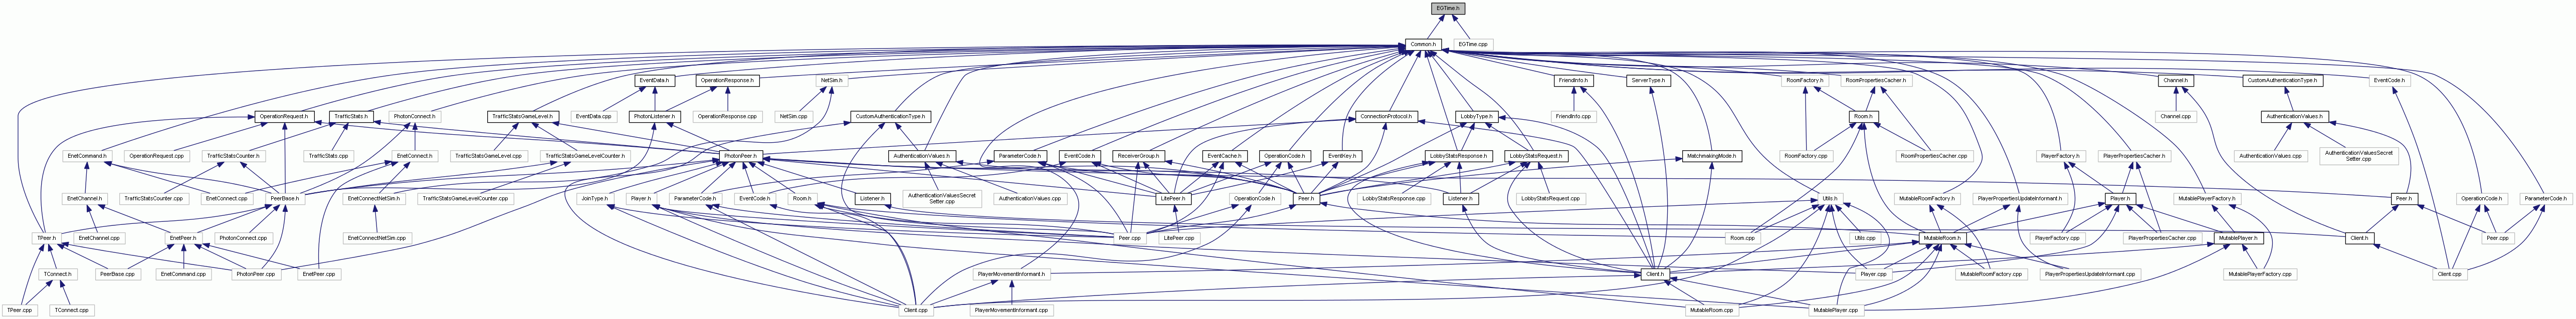 EGTime.h
Common.h
EGTime.cpp
EventData.h
OperationResponse.h
NetSim.h
FriendInfo.h
ServerType.h
RoomFactory.h
RoomPropertiesCacher.h
Channel.h
CustomAuthenticationType.h
EventCode.h
OperationRequest.h
TrafficStats.h
PhotonConnect.h
TrafficStatsGameLevel.h
EventData.cpp
PhotonListener.h
OperationResponse.cpp
NetSim.cpp
CustomAuthenticationType.h
ConnectionProtocol.h
LobbyType.h
FriendInfo.cpp
Room.h
Channel.cpp
AuthenticationValues.h
EnetCommand.h
OperationRequest.cpp
TrafficStatsCounter.h
TrafficStats.cpp
EnetConnect.h
TrafficStatsGameLevel.cpp
TrafficStatsGameLevelCounter.h
PhotonPeer.h
AuthenticationValues.h
ParameterCode.h
EventCode.h
ReceiverGroup.h
EventCache.h
OperationCode.h
EventKey.h
LobbyStatsResponse.h
LobbyStatsRequest.h
MatchmakingMode.h
RoomFactory.cpp
RoomPropertiesCacher.cpp
PlayerFactory.h
PlayerPropertiesCacher.h
AuthenticationValues.cpp
AuthenticationValuesSecret
Setter.cpp
EnetChannel.h
TrafficStatsCounter.cpp
EnetConnect.cpp
PeerBase.h
EnetConnectNetSim.h
TrafficStatsGameLevelCounter.cpp
JoinType.h
Player.h
ParameterCode.h
EventCode.h
Room.h
Listener.h
AuthenticationValuesSecret
Setter.cpp
AuthenticationValues.cpp
LitePeer.h
OperationCode.h
Peer.h
LobbyStatsResponse.cpp
Listener.h
LobbyStatsRequest.cpp
Utils.h
MutableRoomFactory.h
PlayerPropertiesUpdateInformant.h
Player.h
MutablePlayerFactory.h
Peer.h
OperationCode.h
ParameterCode.h
TPeer.h
EnetChannel.cpp
EnetPeer.h
PhotonConnect.cpp
EnetConnectNetSim.cpp
Peer.cpp
LitePeer.cpp
Room.cpp
Utils.cpp
MutableRoom.h
PlayerFactory.cpp
PlayerPropertiesCacher.cpp
MutablePlayer.h
Client.h
Peer.cpp
TConnect.h
PeerBase.cpp
EnetCommand.cpp
PhotonPeer.cpp
EnetPeer.cpp
PlayerMovementInformant.h
Client.h
Player.cpp
MutableRoomFactory.cpp
PlayerPropertiesUpdateInformant.cpp
MutablePlayerFactory.cpp
Client.cpp
TPeer.cpp
TConnect.cpp
Client.cpp
PlayerMovementInformant.cpp
MutableRoom.cpp
MutablePlayer.cpp